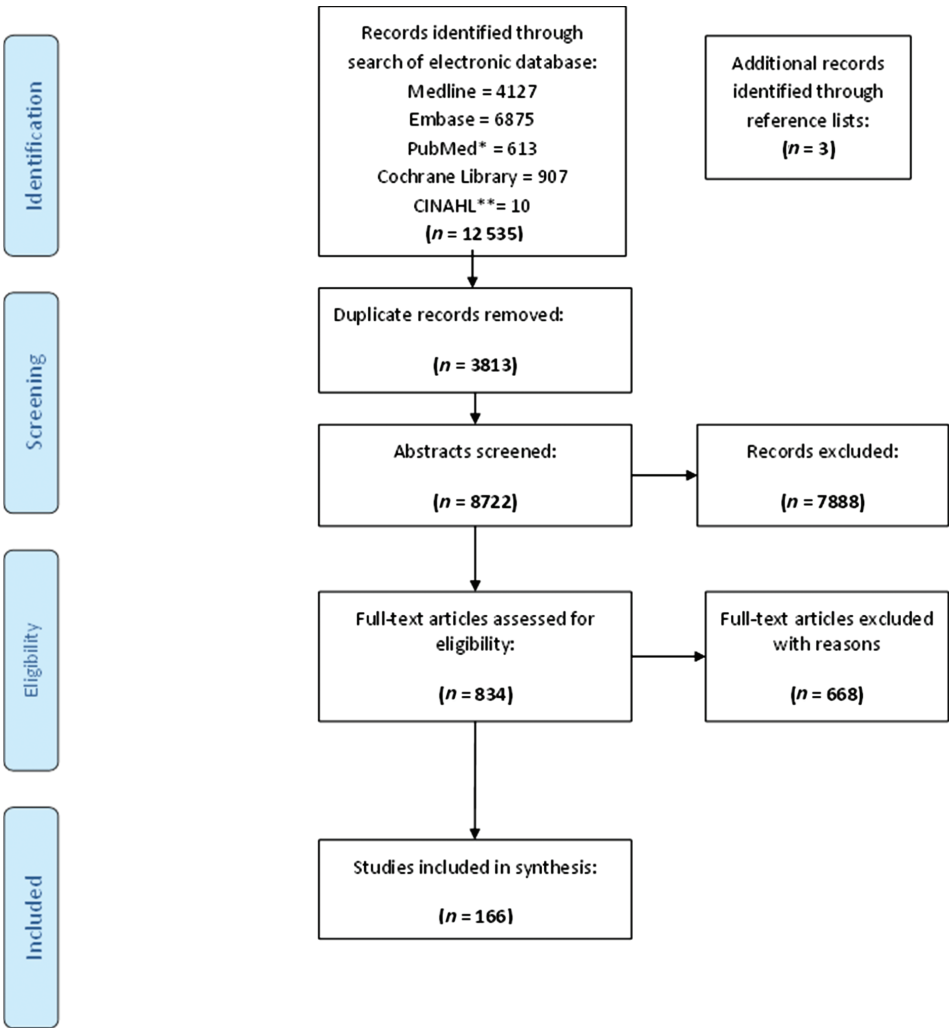 Identification
Records identified through
search of electronic database:
Medline = 4127
Embase = 6875
PubMed* = 613
Cochrane Library = 907
CINAHL**= 10
(n = 12 535)
Additional records
identified through
reference lists:
(n = 3)
Screening
Duplicate records removed:
(n = 3813)
Abstracts screened:
(n = 8722)
Records excluded:
(n = 7888)
Eligibility
Full-text articles assessed for
eligibility:
(n = 834)
Full-text articles excluded
with reasons
(n = 668)
Included
Studies included in synthesis:
(n = 166)